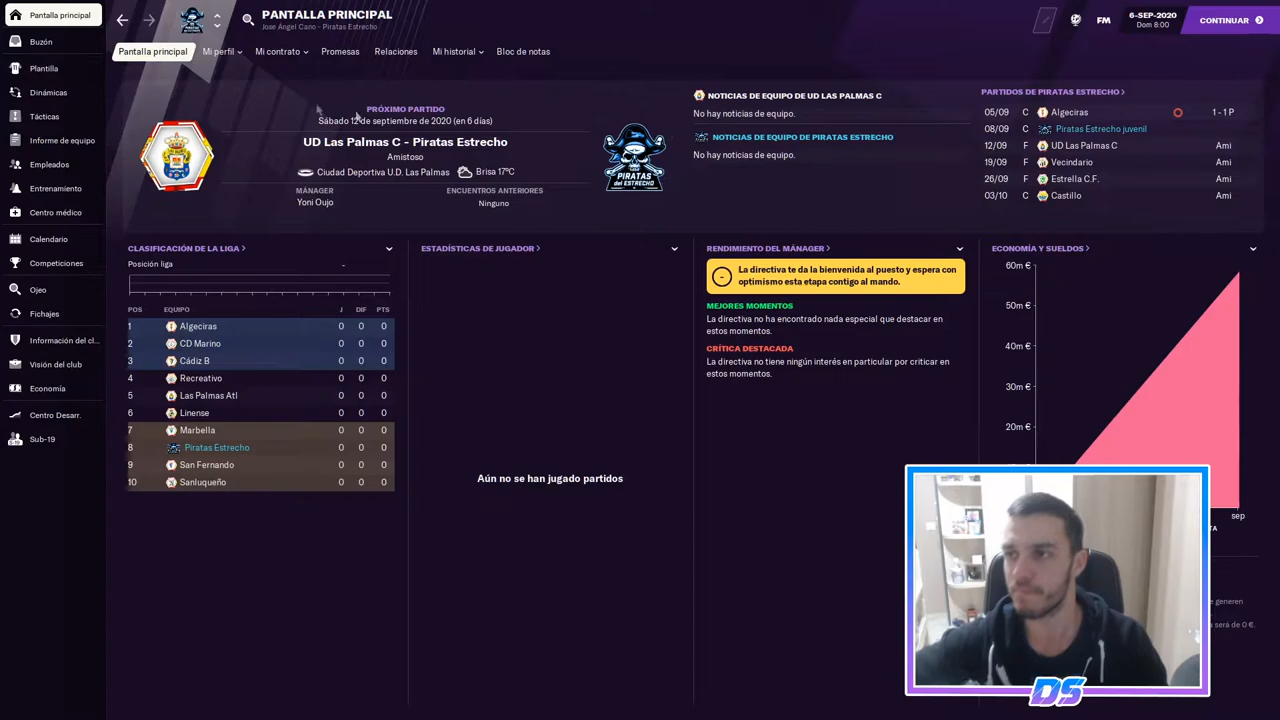 Pantalla principal
PANTALLA PRINCIPAL
Jose Ángel Cano - Piratas Estrecho
FM
6-SEP-2020
Dom 8:00
CONTINUAR
Buzón
Plantilla
Dinámicas
Tácticas
Informe de equipo
Empleados
Entrenamiento
Centro médico
Calendario
Competiciones
Ojeo
Fichajes
Información del cl...
Visión del club
Economía
Centro Desarr.
Sub-19
Pantalla principal
Mi perfil
Mi contrato
Promesas
Relaciones
Mi historial
Bloc de notas
PRÓXIMO PARTIDO
Sábado 12 de septiembre de 2020 (en 6 días)
UD Las Palmas C - Piratas Estrecho
Amistoso
Ciudad Deportiva U.D. Las Palmas
Brisa 17°C
MÁNAGER
Yoni Oujo
ENCUENTROS ANTERIORES
Ninguno
PIRATAS
del ESTRECHO
NOTICIAS DE EQUIPO DE UD LAS PALMAS C
No hay noticias de equipo.
NOTICIAS DE EQUIPO DE PIRATAS ESTRECHO
No hay noticias de equipo.
PARTIDOS DE PIRATAS ESTRECHO
05/09 C Algeciras 1 - 1 P
08/09 C Piratas Estrecho juvenil
12/09 F UD Las Palmas C Ami
19/09 F Vecindario Ami
26/09 F Estrella C.F. Ami
03/10 C Castillo Ami
CLASIFICACIÓN DE LA LIGA
Posición liga -
POS EQUIPO J DIF PTS
1 Algeciras 0 0 0
2 CD Marino 0 0 0
3 Cádiz B 0 0 0
4 Recreativo 0 0 0
5 Las Palmas Atl 0 0 0
6 Linense 0 0 0
7 Marbella 0 0 0
8 Piratas Estrecho 0 0 0
9 San Fernando 0 0 0
10 Sanluqueño 0 0 0
ESTADÍSTICAS DE JUGADOR
Aún no se han jugado partidos
RENDIMIENTO DEL MÁNAGER
La directiva te da la bienvenida al puesto y espera con
optimismo esta etapa contigo al mando.
MEJORES MOMENTOS
La directiva no ha encontrado nada especial que destacar en
estos momentos.
CRÍTICA DESTACADA
La directiva no tiene ningún interés en particular por criticar en
estos momentos.
ECONOMÍA Y SUELDOS
60m €
50m €
40m €
30m €
20m €
sep
TA
e generen
a será de 0 €.
DS